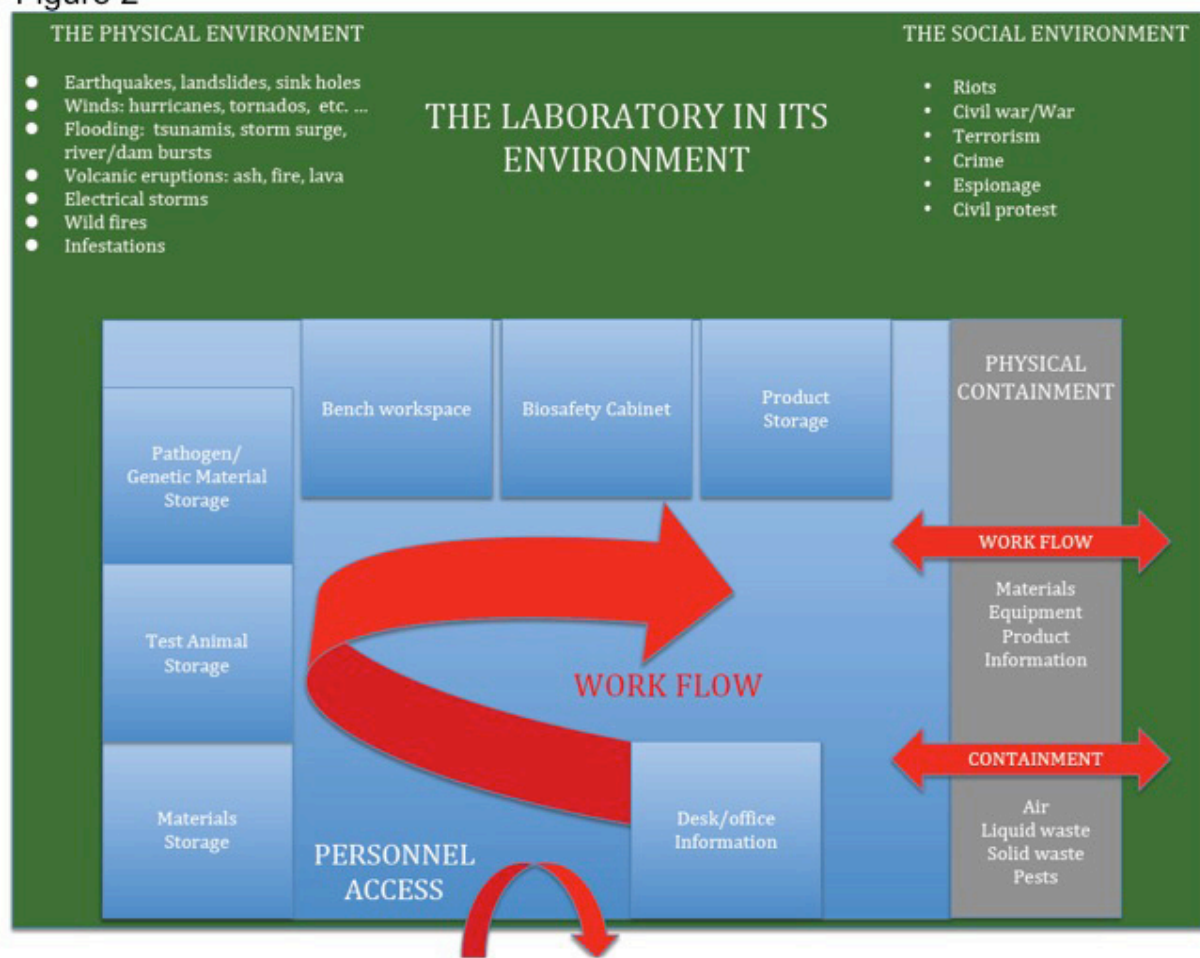 Figure 2
THE PHYSICAL ENVIRONMENT
Earthquakes, landslides, sink holes
Winds: hurricanes, tornados, etc. ...
Flooding: tsunamis, storm surge,
river/dam bursts
Volcanic eruptions: ash, fire, lava
Electrical storms
Wild fires
Infestations
THE LABORATORY IN ITS
ENVIRONMENT
THE SOCIAL ENVIRONMENT
Riots
Civil war/War
Terrorism
Crime
Espionage
Civil protest
Pathogen/
Genetic Material
Storage
Test Animal
Storage
Materials
Storage
Bench workspace
Biosafety Cabinet
Product
Storage
WORK FLOW
PERSONNEL
ACCESS
Desk/office
Information
PHYSICAL
CONTAINMENT
WORK FLOW
Materials
Equipment
Product
Information
CONTAINMENT
Air
Liquid waste
Solid waste
Pests